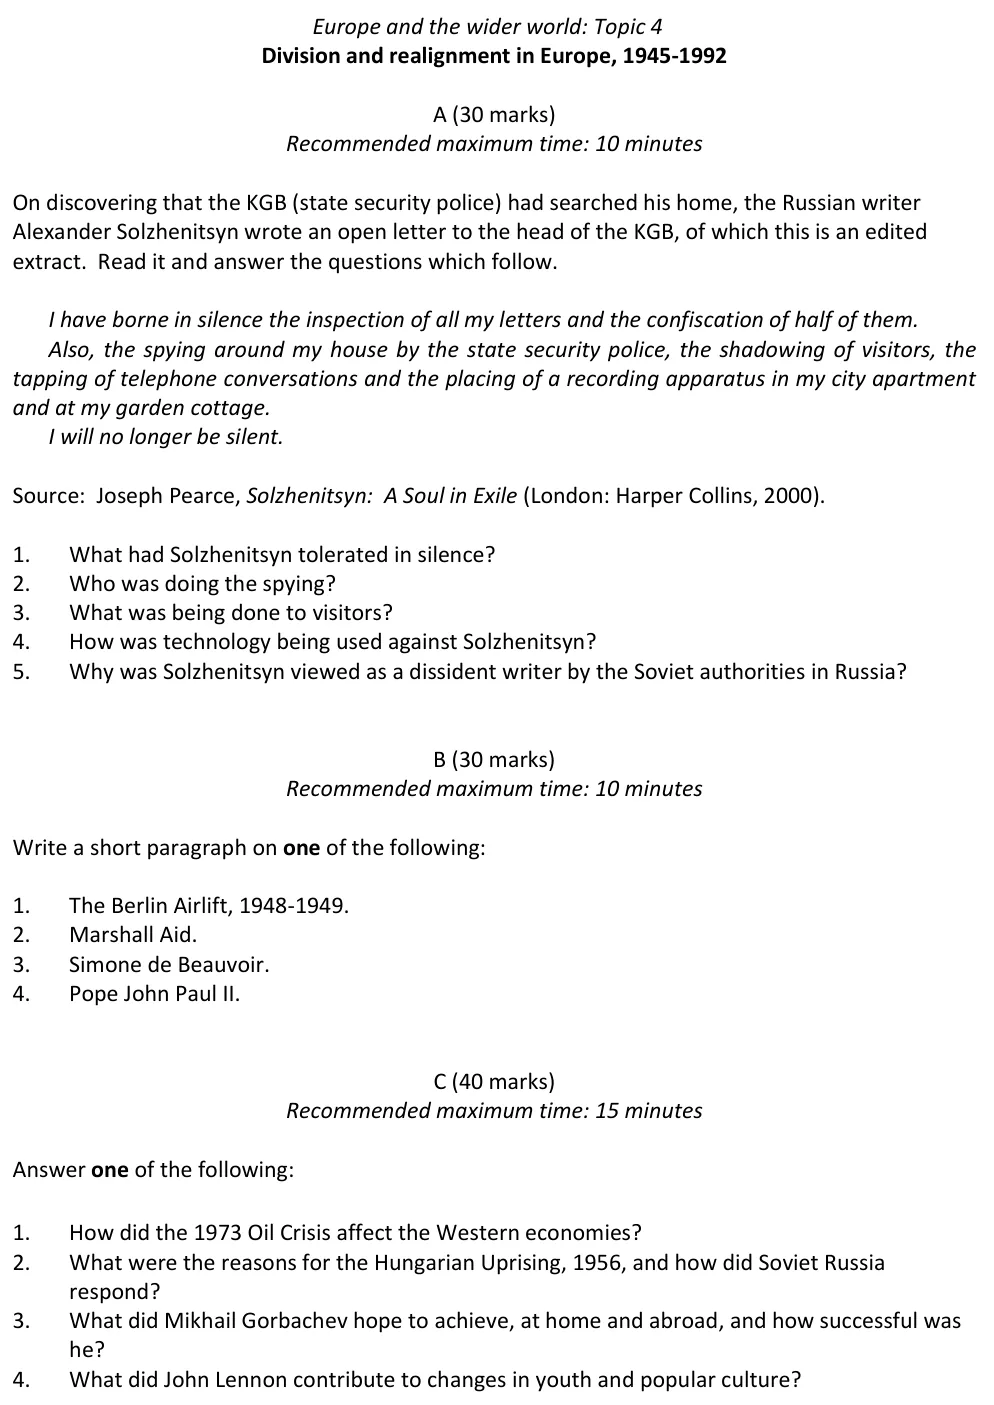 Europe and the wider world: Topic 4
Division and realignment in Europe, 1945-1992
A (30 marks)
Recommended maximum time: 10 minutes
On discovering that the KGB (state security police) had searched his home, the Russian writer
Alexander Solzhenitsyn wrote an open letter to the head of the KGB, of which this is an edited
extract.  Read it and answer the questions which follow.
I have borne in silence the inspection of all my letters and the confiscation of half of them.
Also, the spying around my house by the state security police, the shadowing of visitors, the
tapping of telephone conversations and the placing of a recording apparatus in my city apartment
and at my garden cottage.
I will no longer be silent.
Source:  Joseph Pearce, Solzhenitsyn:  A Soul in Exile (London: Harper Collins, 2000).
1. What had Solzhenitsyn tolerated in silence?
2. Who was doing the spying?
3. What was being done to visitors?
4. How was technology being used against Solzhenitsyn?
5. Why was Solzhenitsyn viewed as a dissident writer by the Soviet authorities in Russia?
B (30 marks)
Recommended maximum time: 10 minutes
Write a short paragraph on one of the following:
1. The Berlin Airlift, 1948-1949.
2. Marshall Aid.
3. Simone de Beauvoir.
4. Pope John Paul II.
C (40 marks)
Recommended maximum time: 15 minutes
Answer one of the following:
1. How did the 1973 Oil Crisis affect the Western economies?
2. What were the reasons for the Hungarian Uprising, 1956, and how did Soviet Russia
respond?
3. What did Mikhail Gorbachev hope to achieve, at home and abroad, and how successful was
he?
4. What did John Lennon contribute to changes in youth and popular culture?